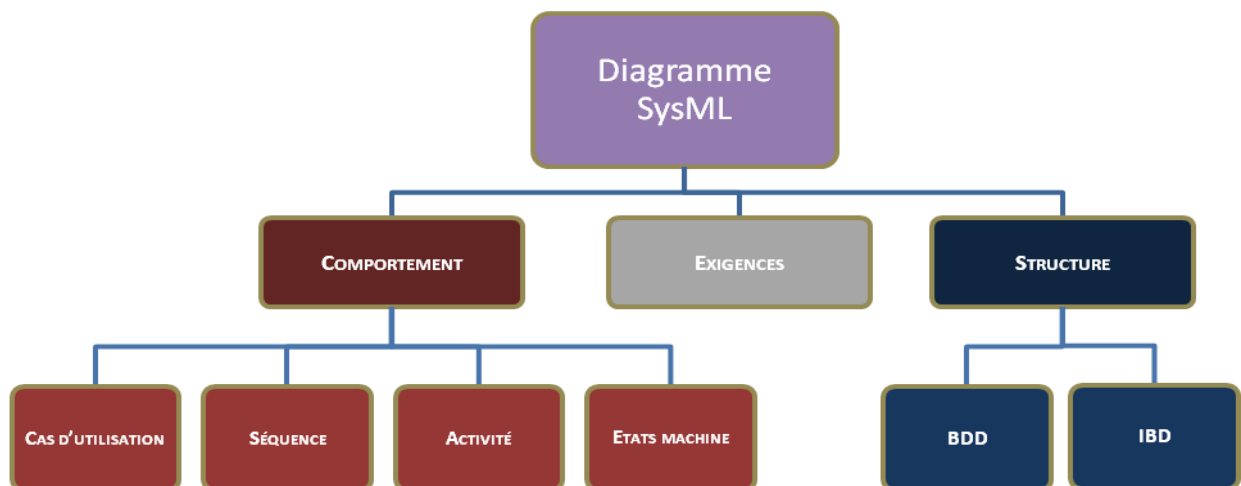 Diagramme
SysML
COMPORTEMENT
EXIGENCES
STRUCTURE
CAS D'UTILISATION
SÉQUENCE
ACTIVITÉ
ETATS MACHINE
BDD
IBD